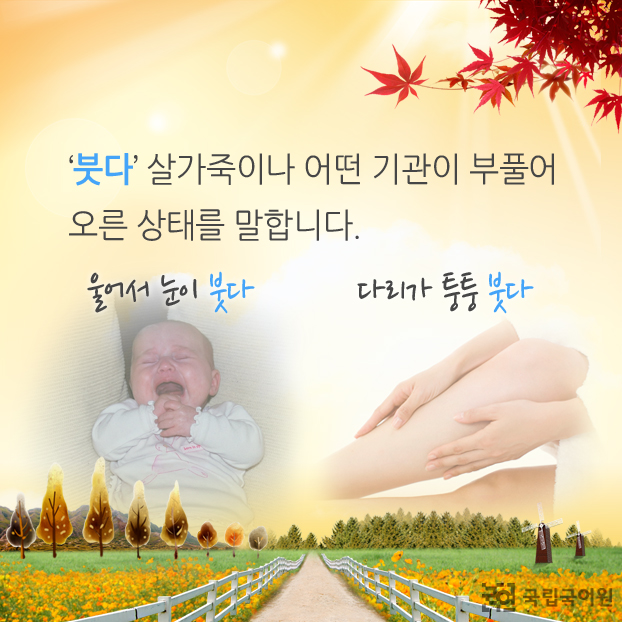 ‘붓다’ 살가죽이나 어떤 기관이 부풀어
오른 상태를 말합니다.
울어서 눈이 붓다
다리가 퉁퉁 붓다
국립국어원